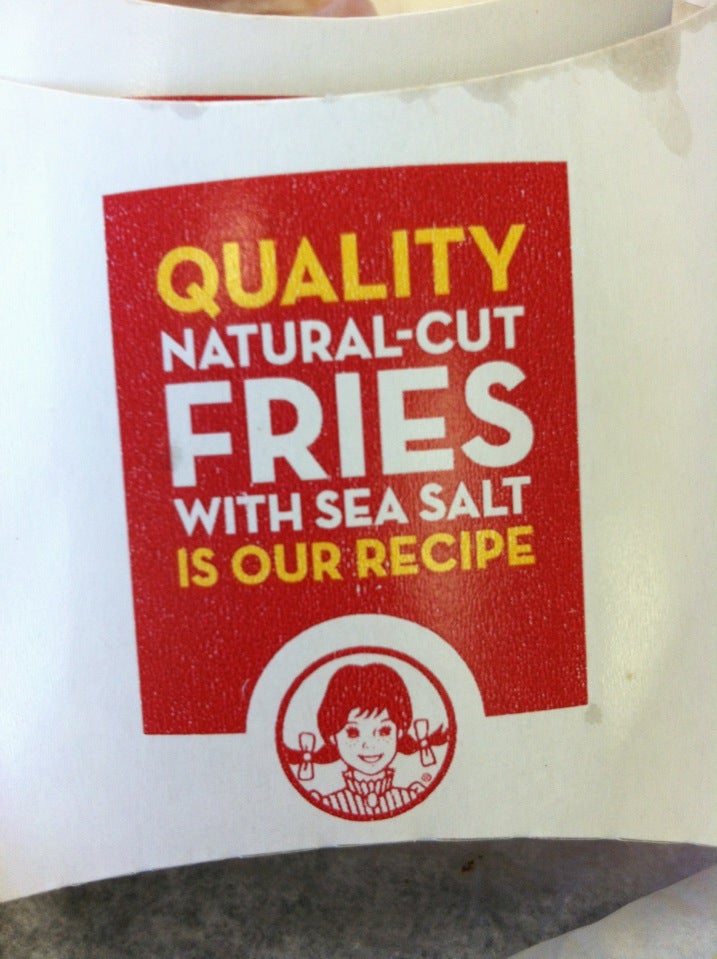 QUALITY
NATURAL-CUT
FRIES
WITH SEA SALT
IS OUR RECIPE
®